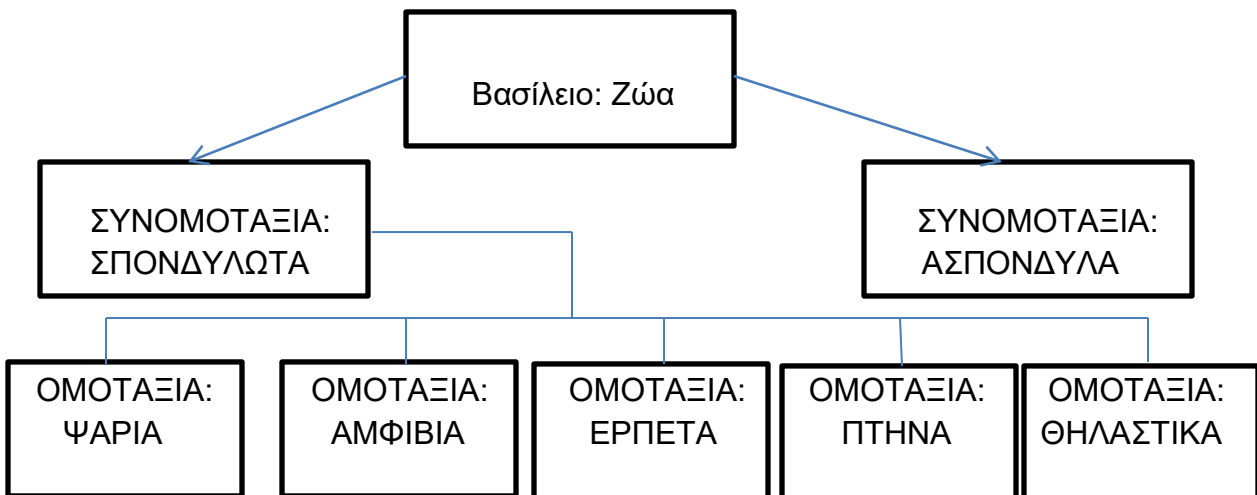 Βασίλειο: Ζώα
ΣΥΝΟΜΟΤΑΞΙΑ:
ΣΠΟΝΔΥΛΩΤΑ
ΣΥΝΟΜΟΤΑΞΙΑ:
ΑΣΠΟΝΔΥΛΑ
ΟΜΟΤΑΞΙΑ:
ΨΑΡΙΑ
ΟΜΟΤΑΞΙΑ:
ΑΜΦΙΒΙΑ
ΟΜΟΤΑΞΙΑ:
ΕΡΠΕΤΑ
ΟΜΟΤΑΞΙΑ:
ΠΤΗΝΑ
ΟΜΟΤΑΞΙΑ:
ΘΗΛΑΣΤΙΚΑ